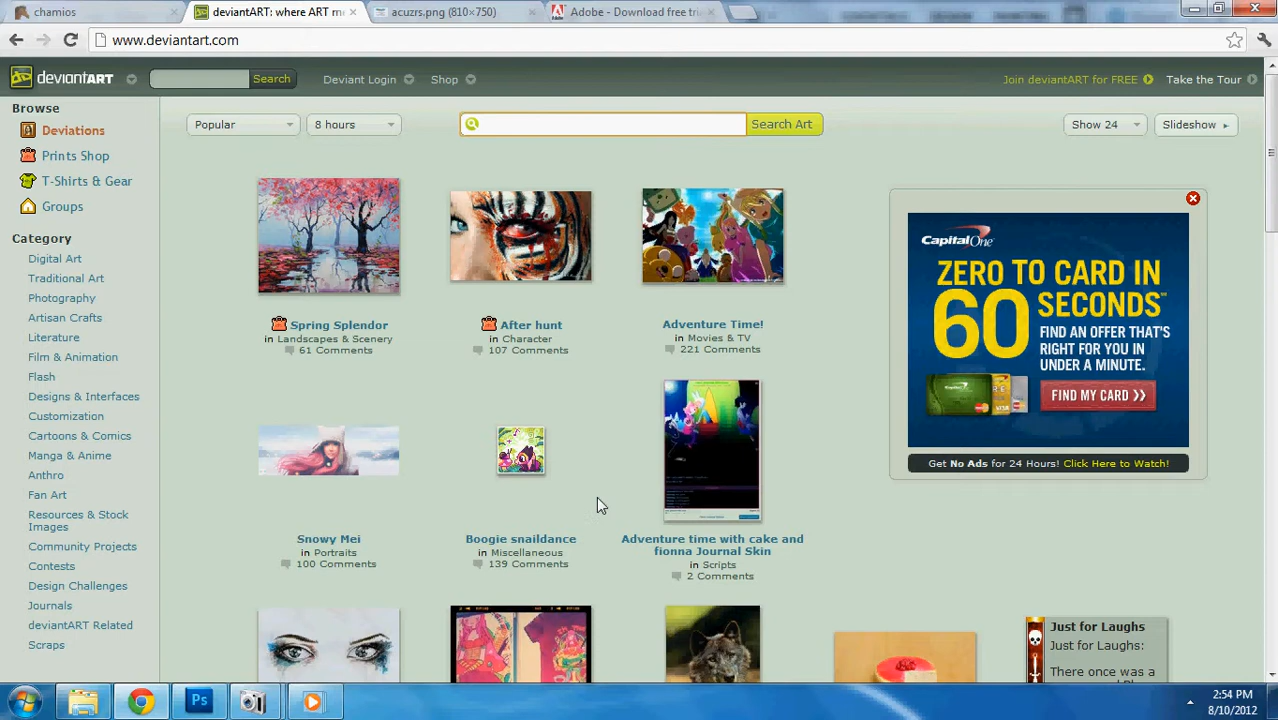 chamios
deviantART: where ART m
acuzrs.png (810×750)
Adobe - Download free tri
www.deviantart.com
deviantART
Search
Deviant Login
Shop
Join deviantART for FREE
Take the Tour
Browse
Deviations
Prints Shop
T-Shirts & Gear
Groups
Category
Digital Art
Traditional Art
Photography
Artisan Crafts
Literature
Film & Animation
Flash
Designs & Interfaces
Customization
Cartoons & Comics
Manga & Anime
Anthro
Fan Art
Resources & Stock
Images
Community Projects
Contests
Design Challenges
Journals
deviantART Related
Scraps
Popular
8 hours
Search Art
Show 24
Slideshow
Spring Splendor
in Landscapes & Scenery
61 Comments
After hunt
in Character
107 Comments
Adventure Time!
in Movies & TV
221 Comments
Snowy Mei
in Portraits
100 Comments
Boogie snaildance
in Miscellaneous
139 Comments
Adventure time with cake and
fionna Journal Skin
in Scripts
2 Comments
Capital One
ZERO TO CARD IN
60 SECONDS℠
FIND AN OFFER THAT'S
RIGHT FOR YOU IN
UNDER A MINUTE.
FIND MY CARD
Get No Ads for 24 Hours! Click Here to Watch!
Just for Laughs
Just for Laughs:
There once was a
Ps
2:54 PM
8/10/2012